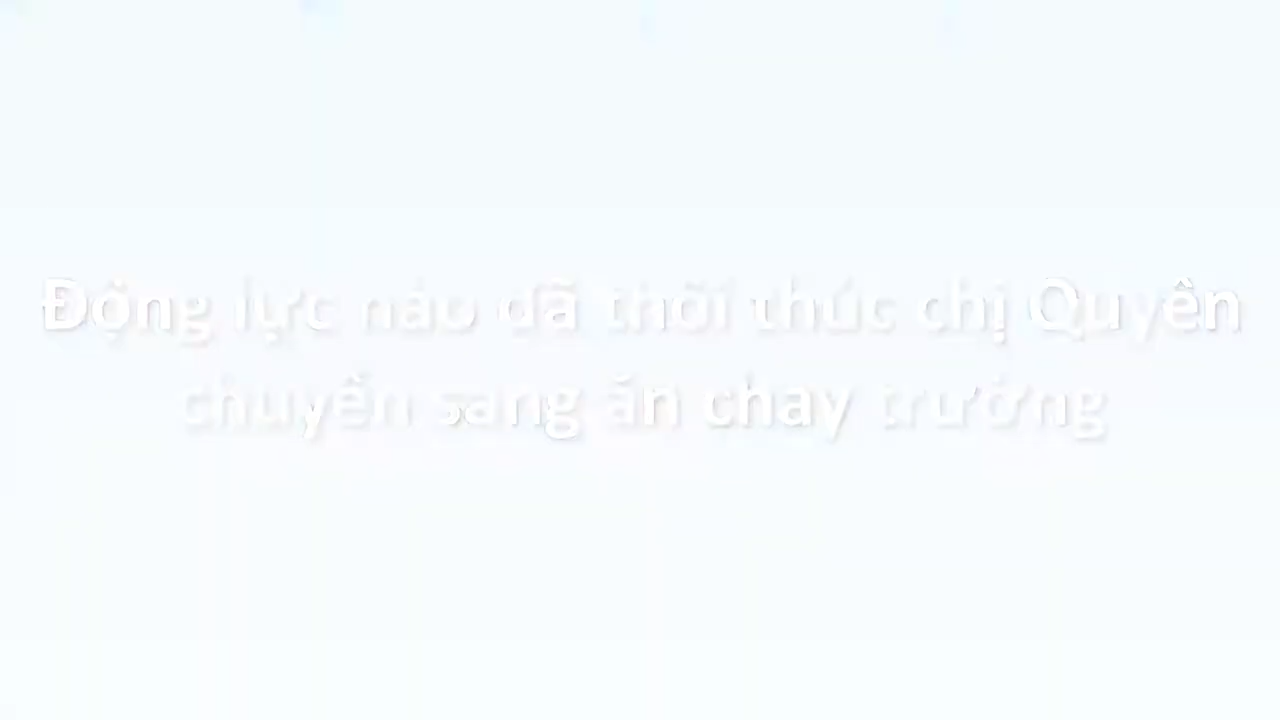 Động lực nào đã thôi thúc chị Quyên
chuyển sang ăn chay trường